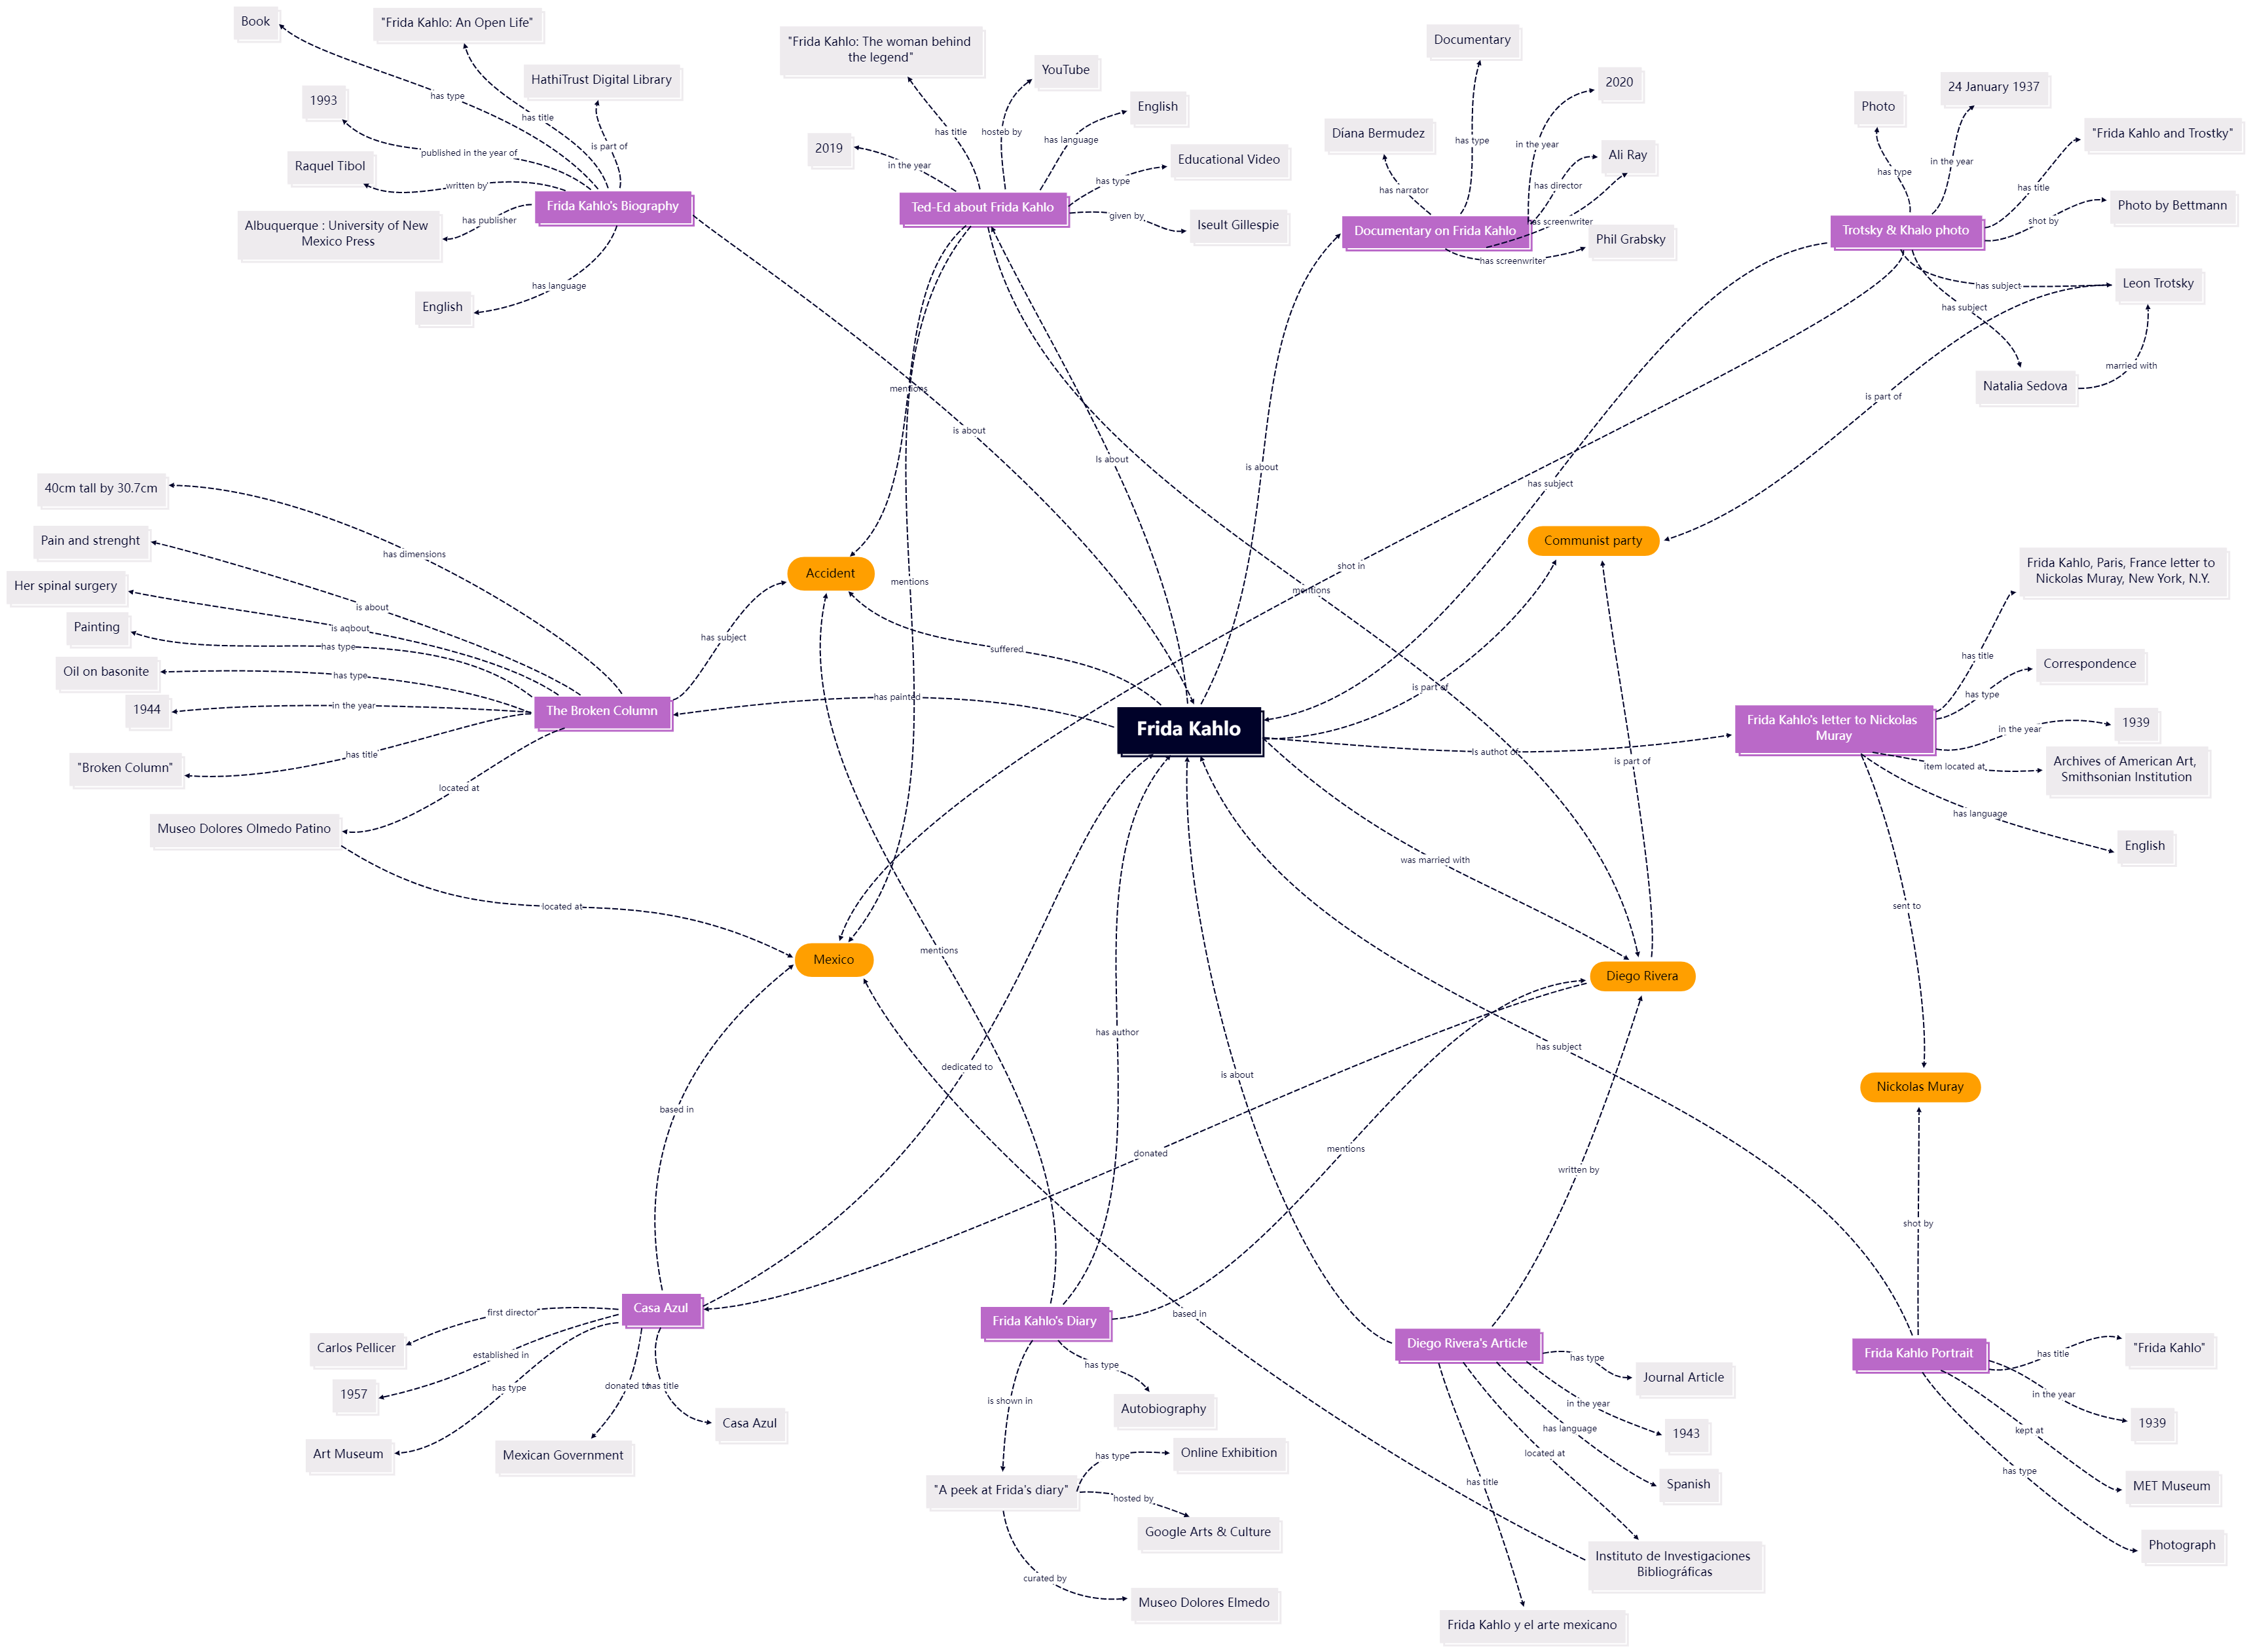 Book
"Frida Kahlo: An Open Life"
HathiTrust Digital Library
1993
Raquel Tibol
Albuquerque : University of New
Mexico Press
English
Frida Kahlo's Biography
has type
has title
is part of
published in the year of
written by
has publisher
has language
is about
"Frida Kahlo: The woman behind
the legend"
YouTube
English
2019
Educational Video
Iseult Gillespie
Ted-Ed about Frida Kahlo
has title
hosted by
has language
in the year
has type
given by
mentions
mentions
mentions
Is about
Documentary
2020
Díana Bermudez
Ali Ray
Phil Grabsky
Documentary on Frida Kahlo
has type
in the year
has narrator
has director
has screenwriter
has screenwriter
is about
Photo
24 January 1937
"Frida Kahlo and Trostky"
Photo by Bettmann
Leon Trotsky
Natalia Sedova
Trotsky & Khalo photo
has type
in the year
has title
shot by
has subject
has subject
married with
is part of
has subject
shot in
40cm tall by 30.7cm
Pain and strenght
Her spinal surgery
Painting
Oil on basonite
1944
"Broken Column"
Museo Dolores Olmedo Patino
The Broken Column
has dimensions
is about
is aqbout
has type
has type
in the year
has title
located at
located at
has subject
Accident
suffered
has painted
Frida Kahlo
Communist party
is part of
is part of
Is authot of
was married with
Frida Kahlo, Paris, France letter to
Nickolas Muray, New York, N.Y.
Correspondence
1939
Archives of American Art,
Smithsonian Institution
English
Frida Kahlo's letter to Nickolas
Muray
has title
has type
in the year
item located at
has language
sent to
Mexico
Diego Rivera
Nickolas Muray
mentions
has author
dedicated to
is about
has subject
based in
donated
mentions
written by
shot by
based in
Casa Azul
first director
Carlos Pellicer
established in
1957
has type
Art Museum
donated to
Mexican Government
has title
Casa Azul
Frida Kahlo's Diary
has type
Autobiography
is shown in
"A peek at Frida's diary"
has type
Online Exhibition
hosted by
Google Arts & Culture
curated by
Museo Dolores Elmedo
Diego Rivera's Article
has type
Journal Article
in the year
1943
has language
Spanish
located at
Instituto de Investigaciones
Bibliográficas
has title
Frida Kahlo y el arte mexicano
Frida Kahlo Portrait
has title
"Frida Kahlo"
in the year
1939
kept at
MET Museum
has type
Photograph